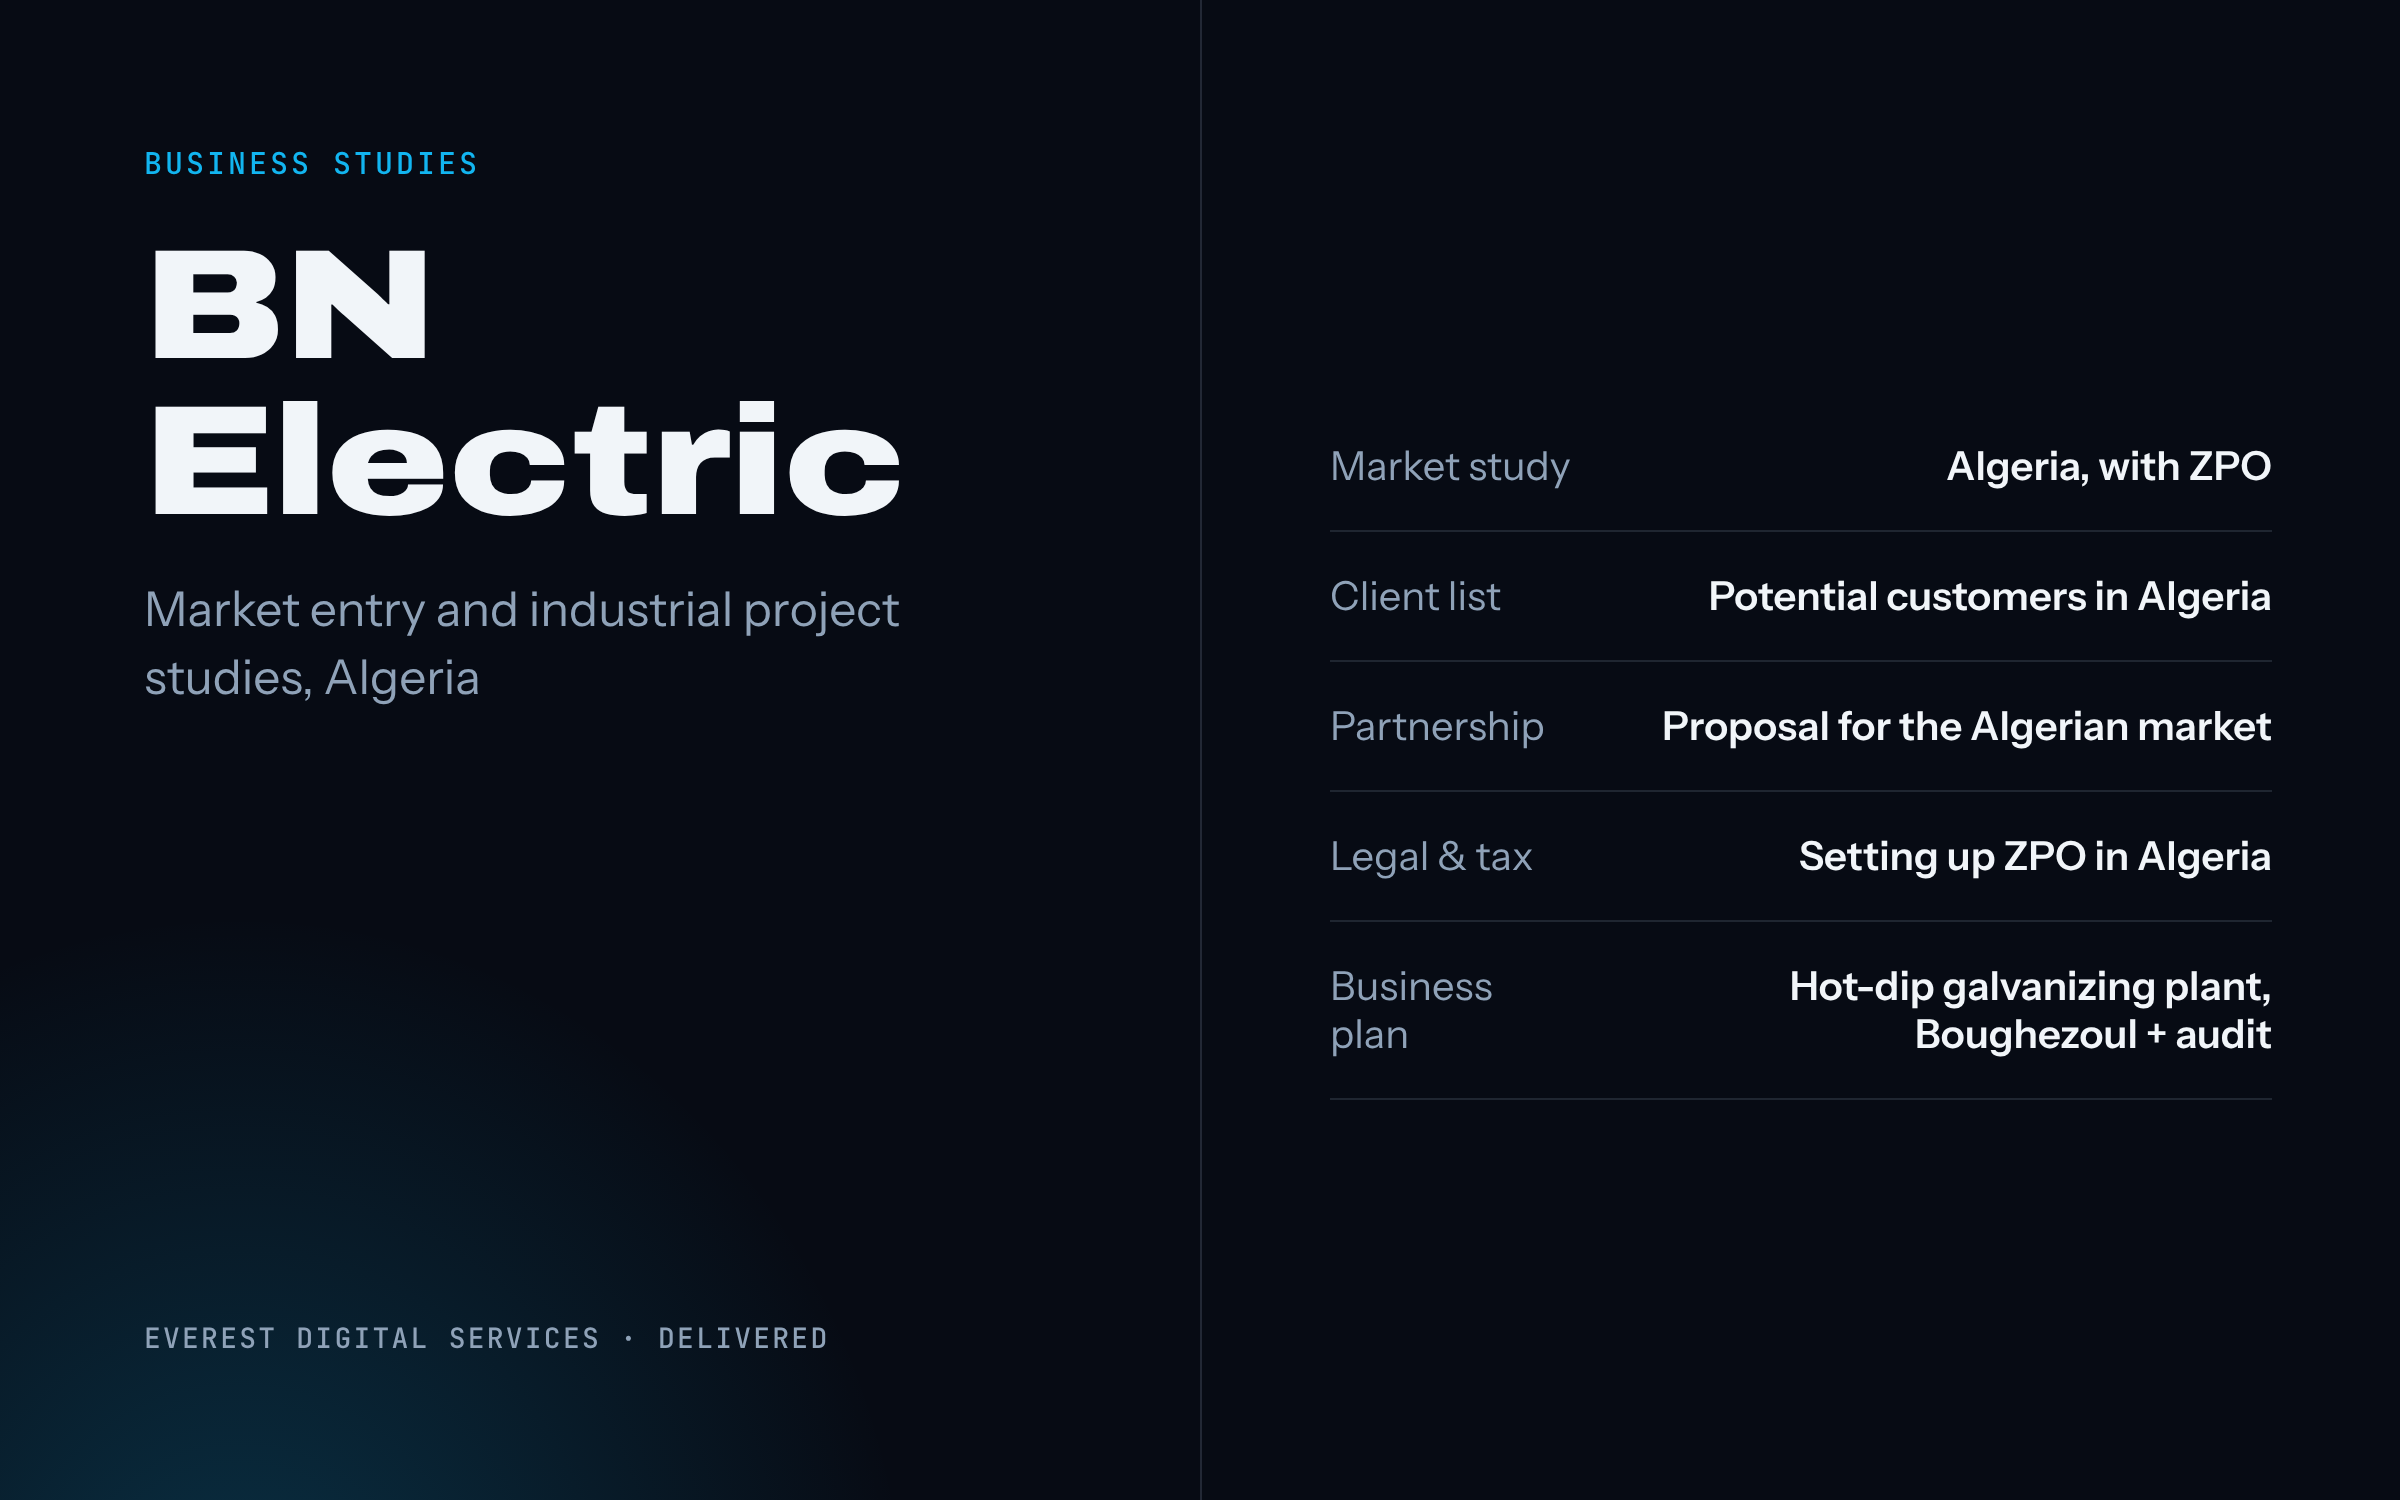 BUSINESS STUDIES
BN
Electric
Market entry and industrial project
studies, Algeria
EVEREST DIGITAL SERVICES · DELIVERED
Market study Algeria, with ZPO
Client list Potential customers in Algeria
Partnership Proposal for the Algerian market
Legal & tax Setting up ZPO in Algeria
Business Hot-dip galvanizing plant,
plan Boughezoul + audit